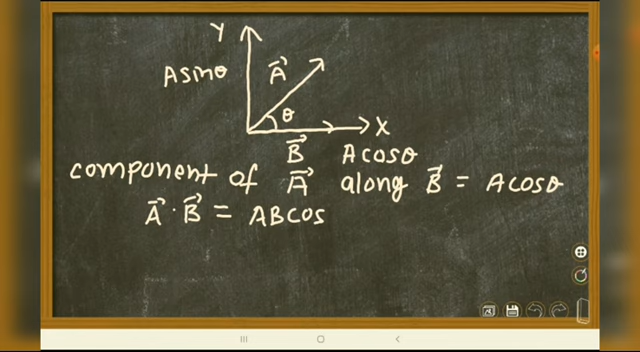 Y
Asinθ
A⃗
θ
X
B⃗ Acosθ
component of A⃗ along B⃗ = Acosθ
A⃗ · B⃗ = ABCOS